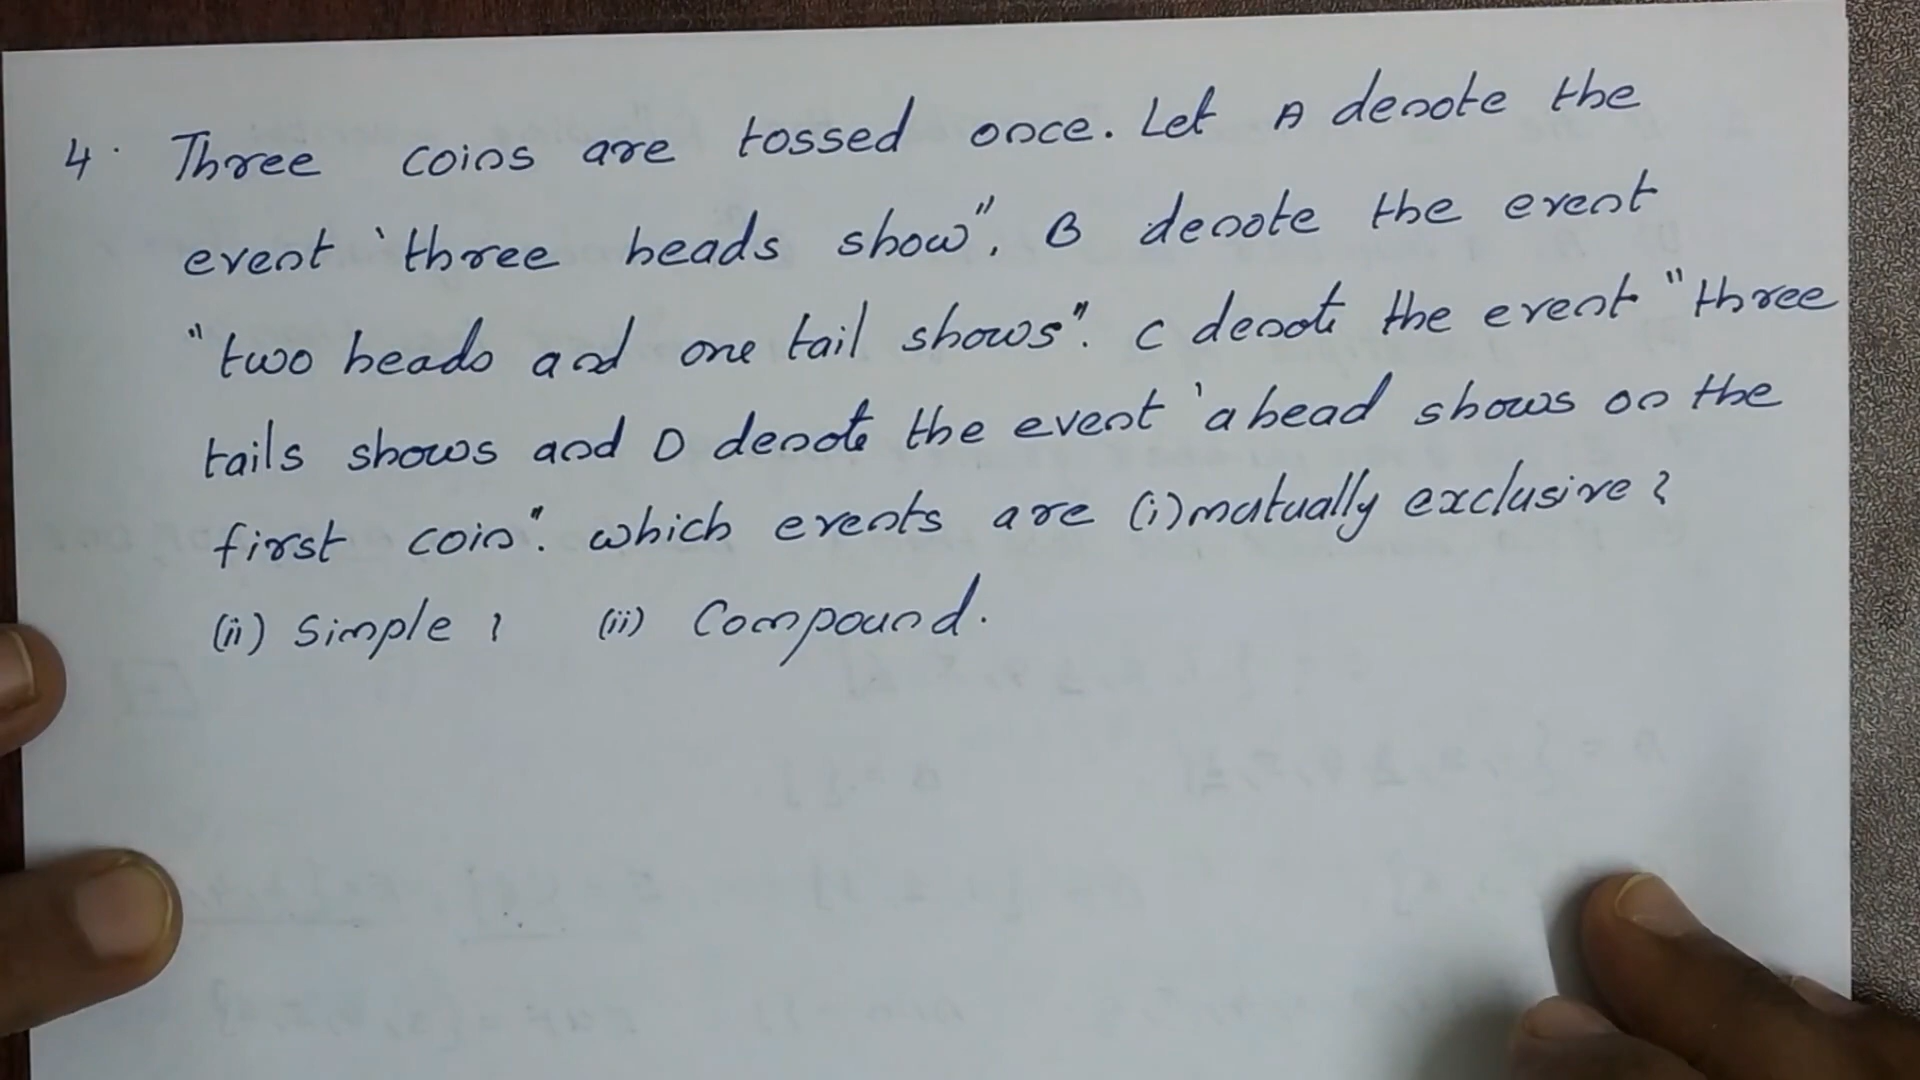 4. Three coins are tossed once. Let A denote the
event 'three heads show". B denote the event
"two heads and one tail shows". C denote the event "three
tails shows and D denote the event 'a head shows on the
first coin". which events are (i) mutually exclusive?
(ii) Simple? (iii) Compound.